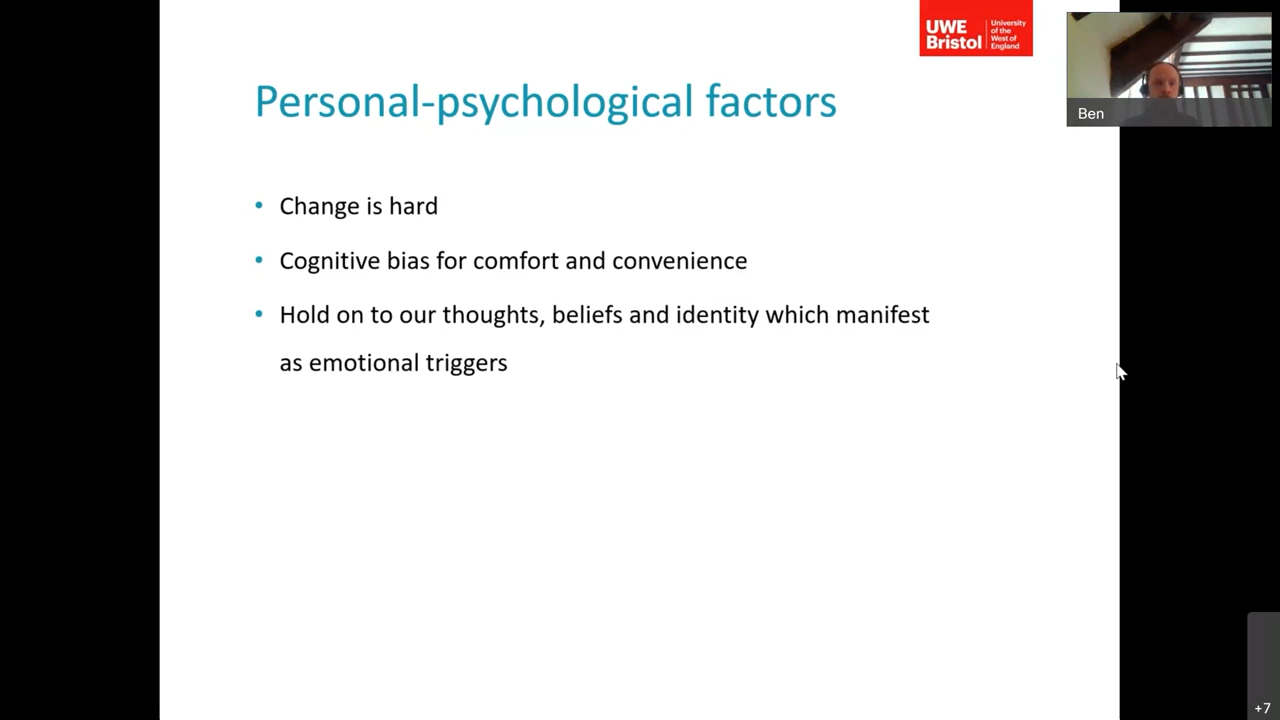 UWE Bristol
University of the West of England
Ben
Personal-psychological factors
• Change is hard
• Cognitive bias for comfort and convenience
• Hold on to our thoughts, beliefs and identity which manifest
as emotional triggers
+7